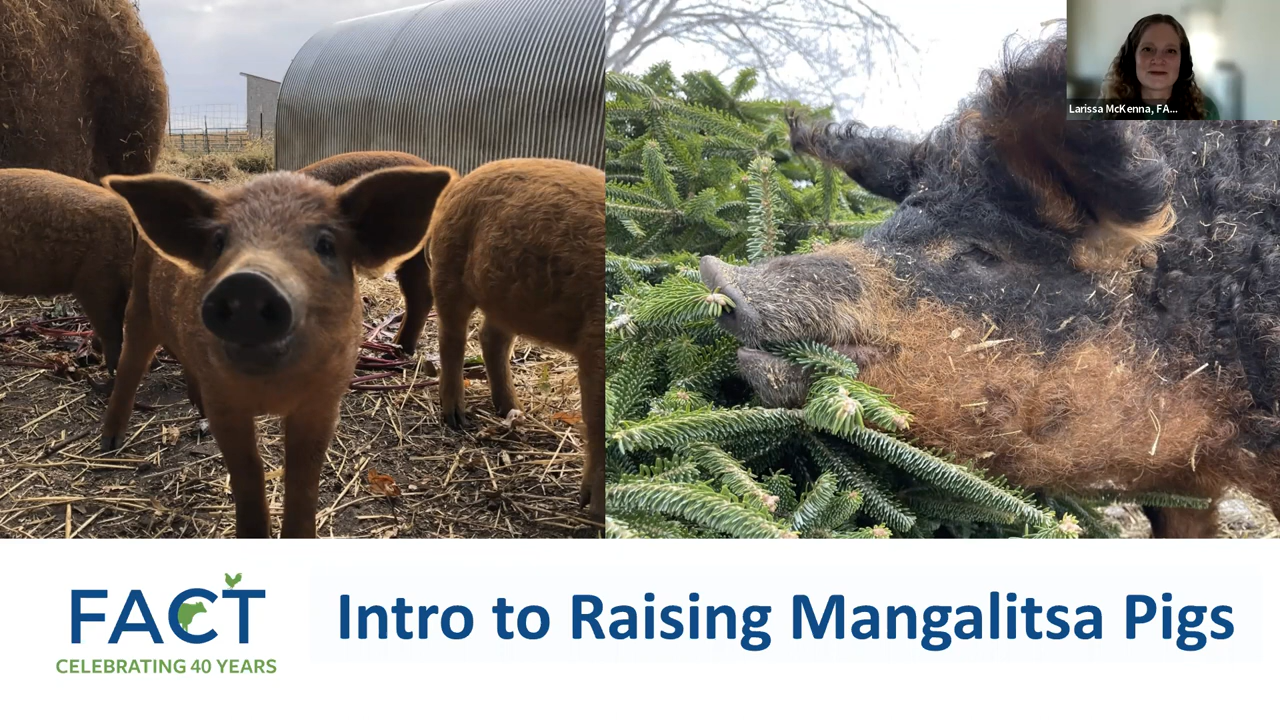 Larissa McKenna, FA...
FACT
CELEBRATING 40 YEARS
Intro to Raising Mangalitsa Pigs